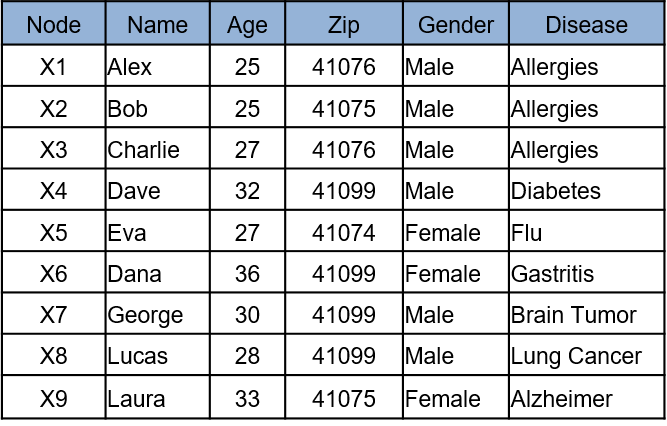 Node Name Age Zip Gender Disease
X1 Alex 25 41076 Male Allergies
X2 Bob 25 41075 Male Allergies
X3 Charlie 27 41076 Male Allergies
X4 Dave 32 41099 Male Diabetes
X5 Eva 27 41074 Female Flu
X6 Dana 36 41099 Female Gastritis
X7 George 30 41099 Male Brain Tumor
X8 Lucas 28 41099 Male Lung Cancer
X9 Laura 33 41075 Female Alzheimer